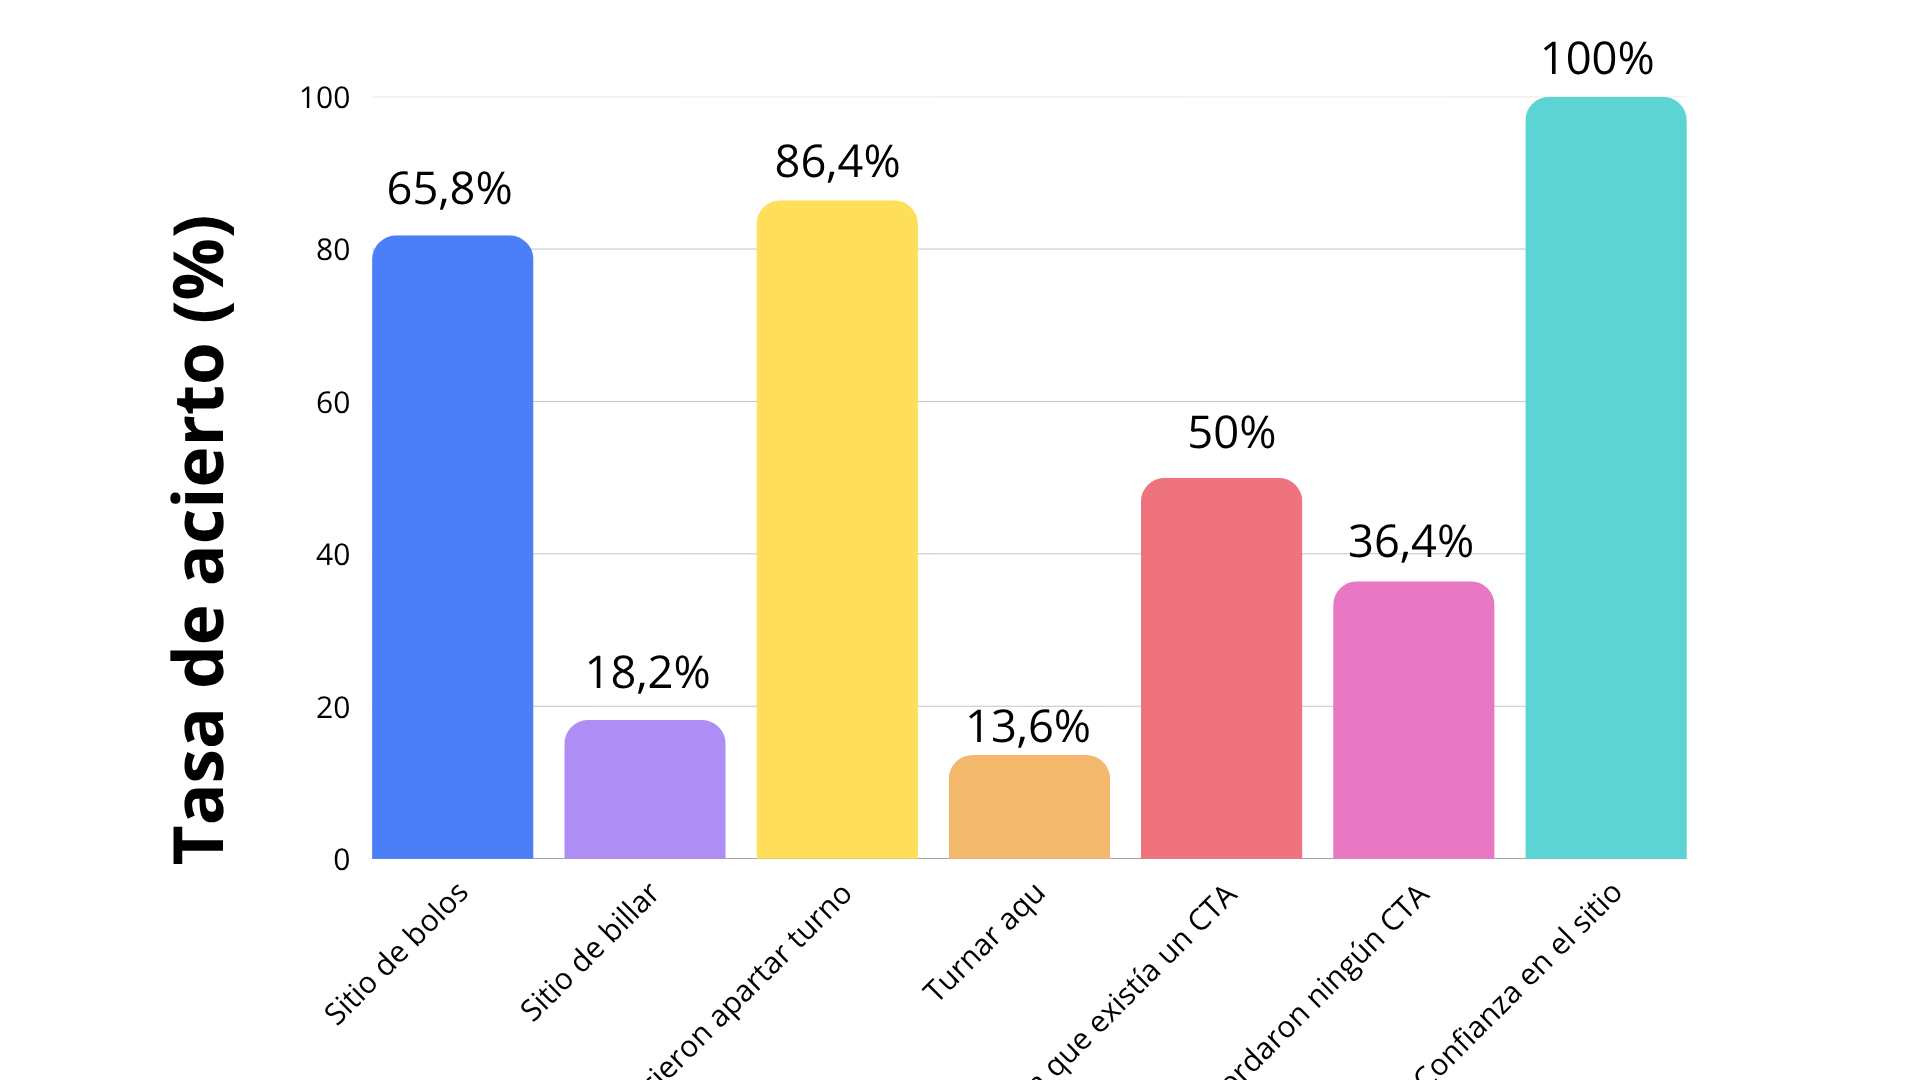 Tasa de acierto (%)
100
80
60
40
20
0
65,8%
18,2%
86,4%
13,6%
50%
36,4%
100%
Sitio de bolos
Sitio de billar
apartar turno
Turnar aqu
que existía un CTA
ningún CTA
Confianza en el sitio